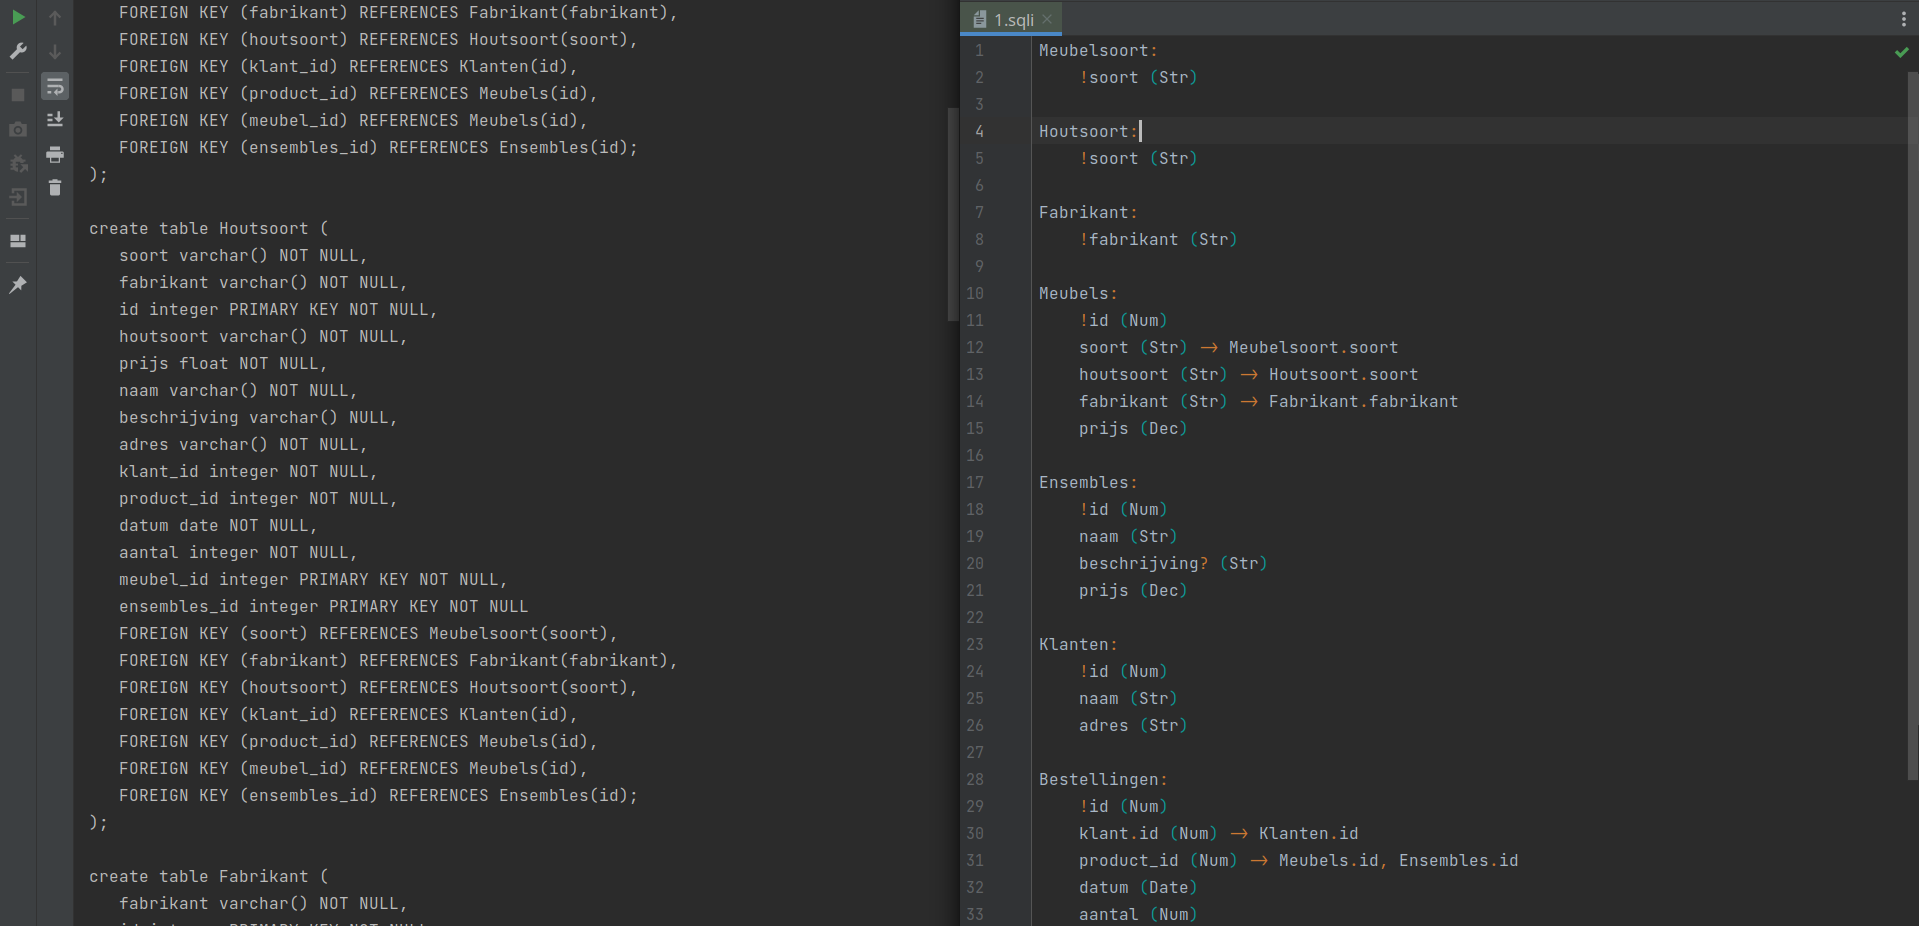 FOREIGN KEY (fabrikant) REFERENCES Fabrikant(fabrikant),
FOREIGN KEY (houtsoort) REFERENCES Houtsoort(soort),
FOREIGN KEY (klant_id) REFERENCES Klanten(id),
FOREIGN KEY (product_id) REFERENCES Meubels(id),
FOREIGN KEY (meubel_id) REFERENCES Meubels(id),
FOREIGN KEY (ensembles_id) REFERENCES Ensembles(id);
);
create table Houtsoort (
soort varchar() NOT NULL,
fabrikant varchar() NOT NULL,
id integer PRIMARY KEY NOT NULL,
houtsoort varchar() NOT NULL,
prijs float NOT NULL,
naam varchar() NOT NULL,
beschrijving varchar() NULL,
adres varchar() NOT NULL,
klant_id integer NOT NULL,
product_id integer NOT NULL,
datum date NOT NULL,
aantal integer NOT NULL,
meubel_id integer PRIMARY KEY NOT NULL,
ensembles_id integer PRIMARY KEY NOT NULL
FOREIGN KEY (soort) REFERENCES Meubelsoort(soort),
FOREIGN KEY (fabrikant) REFERENCES Fabrikant(fabrikant),
FOREIGN KEY (houtsoort) REFERENCES Houtsoort(soort),
FOREIGN KEY (klant_id) REFERENCES Klanten(id),
FOREIGN KEY (product_id) REFERENCES Meubels(id),
FOREIGN KEY (meubel_id) REFERENCES Meubels(id),
FOREIGN KEY (ensembles_id) REFERENCES Ensembles(id);
);
create table Fabrikant (
fabrikant varchar() NOT NULL,
id integer PRIMARY KEY NOT NULL,
1.sqli
1 Meubelsoort:
2 !soort (Str)
3
4 Houtsoort:
5 !soort (Str)
6
7 Fabrikant:
8 !fabrikant (Str)
9
10 Meubels:
11 !id (Num)
12 soort (Str) → Meubelsoort.soort
13 houtsoort (Str) → Houtsoort.soort
14 fabrikant (Str) → Fabrikant.fabrikant
15 prijs (Dec)
16
17 Ensembles:
18 !id (Num)
19 naam (Str)
20 beschrijving? (Str)
21 prijs (Dec)
22
23 Klanten:
24 !id (Num)
25 naam (Str)
26 adres (Str)
27
28 Bestellingen:
29 !id (Num)
30 klant.id (Num) → Klanten.id
31 product_id (Num) → Meubels.id, Ensembles.id
32 datum (Date)
33 aantal (Num)